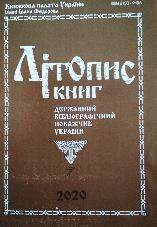 Книжкова палата України
імені Івана Федорова
Літопис
книг
Державний
бібліографічний
покажчик
України
2020